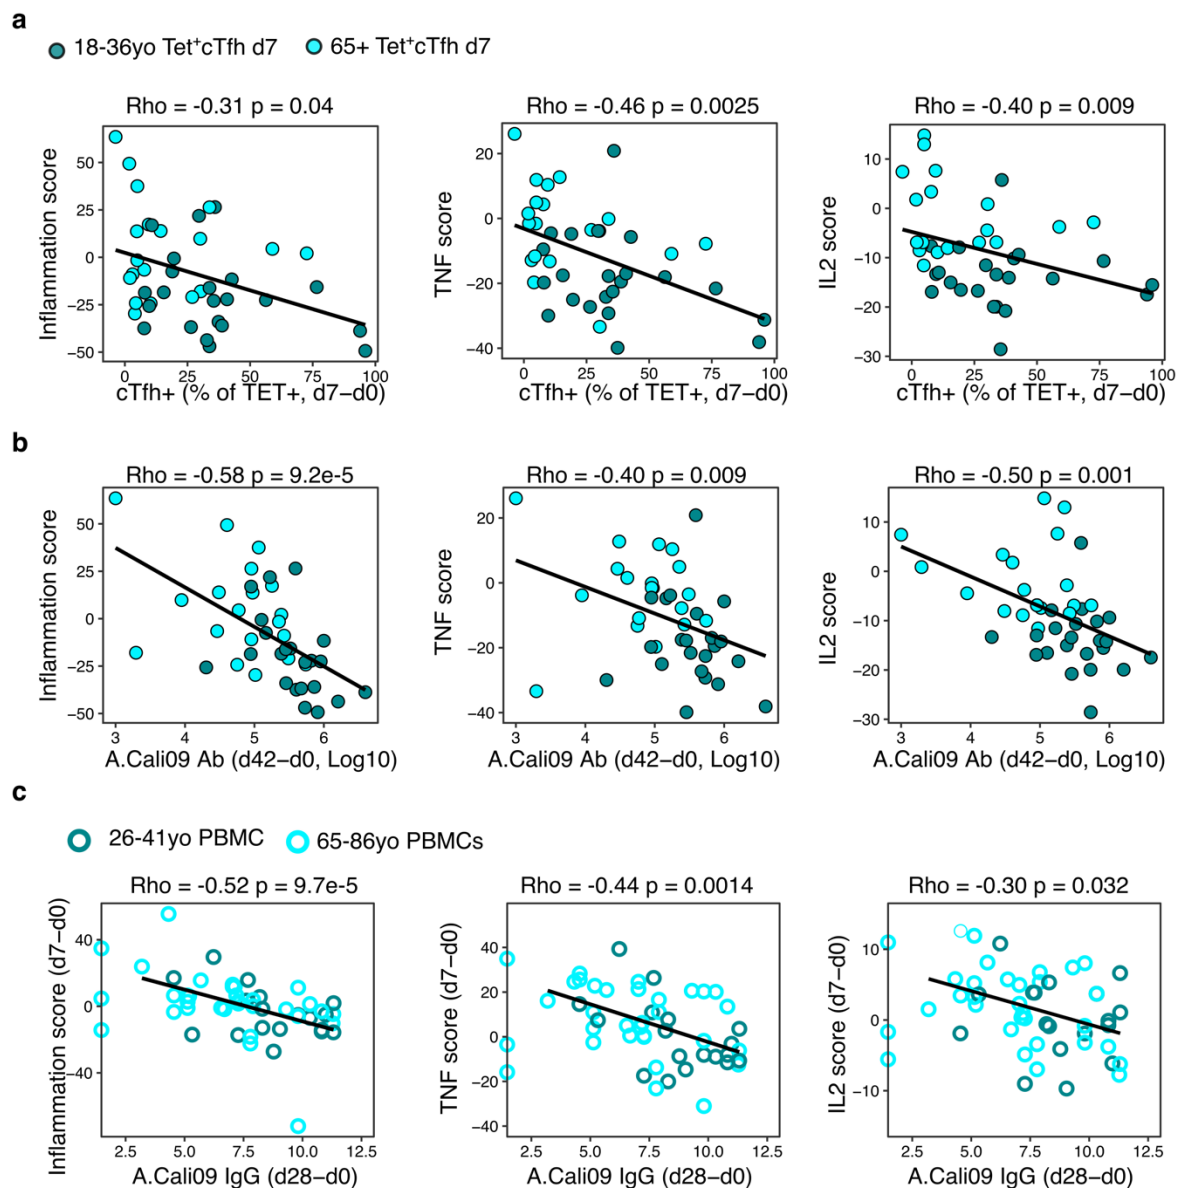 a
18-36yo Tet⁺cTfh d7 65+ Tet⁺cTfh d7
Rho = -0.31 p = 0.04
Inflammation score
50
25
0
−25
−50
0 25 50 75 100
cTfh+ (% of TET+, d7−d0)
Rho = -0.46 p = 0.0025
TNF score
20
0
−20
−40
0 25 50 75 100
cTfh+ (% of TET+, d7−d0)
Rho = -0.40 p = 0.009
IL2 score
10
0
−10
−20
−30
0 25 50 75 100
cTfh+ (% of TET+, d7−d0)
b
Rho = -0.58 p = 9.2e-5
Inflammation score
50
25
0
−25
−50
3 4 5 6
A.Cali09 Ab (d42−d0, Log10)
Rho = -0.40 p = 0.009
TNF score
20
0
−20
−40
3 4 5 6
A.Cali09 Ab (d42−d0, Log10)
Rho = -0.50 p = 0.001
IL2 score
10
0
−10
−20
−30
3 4 5 6
A.Cali09 Ab (d42−d0, Log10)
c
26-41yo PBMC 65-86yo PBMCs
Rho = -0.52 p = 9.7e-5
Inflammation score (d7−d0)
40
0
−40
2.5 5.0 7.5 10.0 12.5
A.Cali09 IgG (d28−d0)
Rho = -0.44 p = 0.0014
TNF score (d7−d0)
40
20
0
−20
−40
2.5 5.0 7.5 10.0 12.5
A.Cali09 IgG (d28−d0)
Rho = -0.30 p = 0.032
IL2 score (d7−d0)
10
0
−10
2.5 5.0 7.5 10.0 12.5
A.Cali09 IgG (d28−d0)